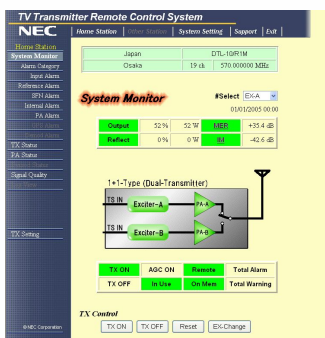 TV Transmitter Remote Control System
NEC
Home Station | Other Station | System Setting | Support | Exit
Home Station
System Monitor
Alarm Category
Input Alarm
Reference Alarm
SFN Alarm
Internal Alarm
PA Alarm
TX Status
PA Status
Signal Quality
TX Setting
© NEC Corporation
Japan DTL-10/R1M
Osaka 19 ch 570.000000 MHz
System Monitor
#Select EX-A
01/01/2005 00:00
Output 52% 52 W MER +35.4 dB
Reflect 0% 0 W IM -42.6 dB
1+1-Type (Dual-Transmitter)
TS IN Exciter-A PA-A
TS IN Exciter-B PA-B
TX ON AGC ON Remote Total Alarm
TX OFF In Use On Mem Total Warning
TX Control
TX ON TX OFF Reset EX-Change